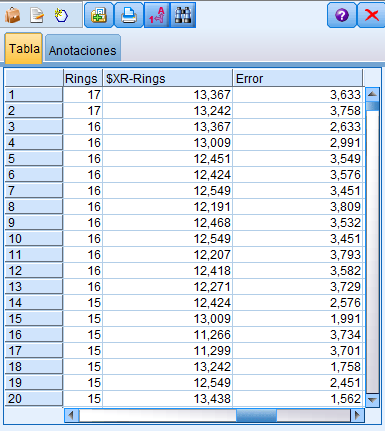 Tabla Anotaciones
Rings $XR-Rings Error
1 17 13,367 3,633
2 17 13,242 3,758
3 16 13,367 2,633
4 16 13,009 2,991
5 16 12,451 3,549
6 16 12,424 3,576
7 16 12,549 3,451
8 16 12,191 3,809
9 16 12,468 3,532
10 16 12,549 3,451
11 16 12,207 3,793
12 16 12,418 3,582
13 16 12,271 3,729
14 15 12,424 2,576
15 15 13,009 1,991
16 15 11,266 3,734
17 15 11,299 3,701
18 15 13,242 1,758
19 15 12,549 2,451
20 15 13,438 1,562